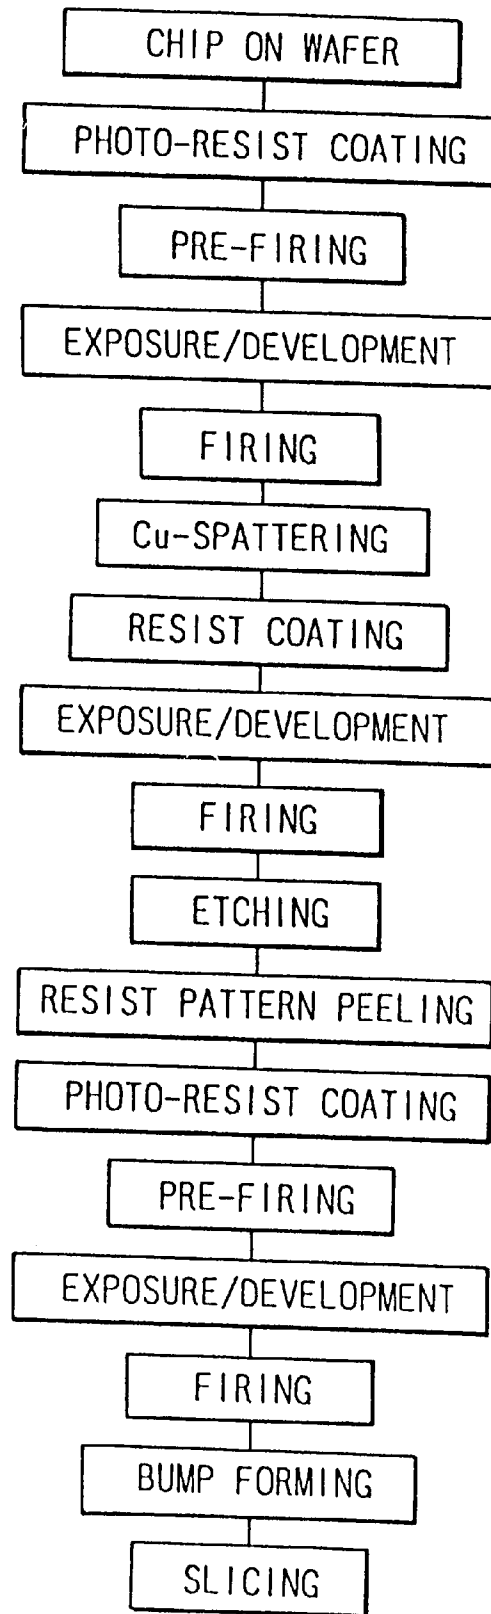 CHIP ON WAFER
PHOTO-RESIST COATING
PRE-FIRING
EXPOSURE/DEVELOPMENT
FIRING
Cu-SPATTERING
RESIST COATING
EXPOSURE/DEVELOPMENT
FIRING
ETCHING
RESIST PATTERN PEELING
PHOTO-RESIST COATING
PRE-FIRING
EXPOSURE/DEVELOPMENT
FIRING
BUMP FORMING
SLICING